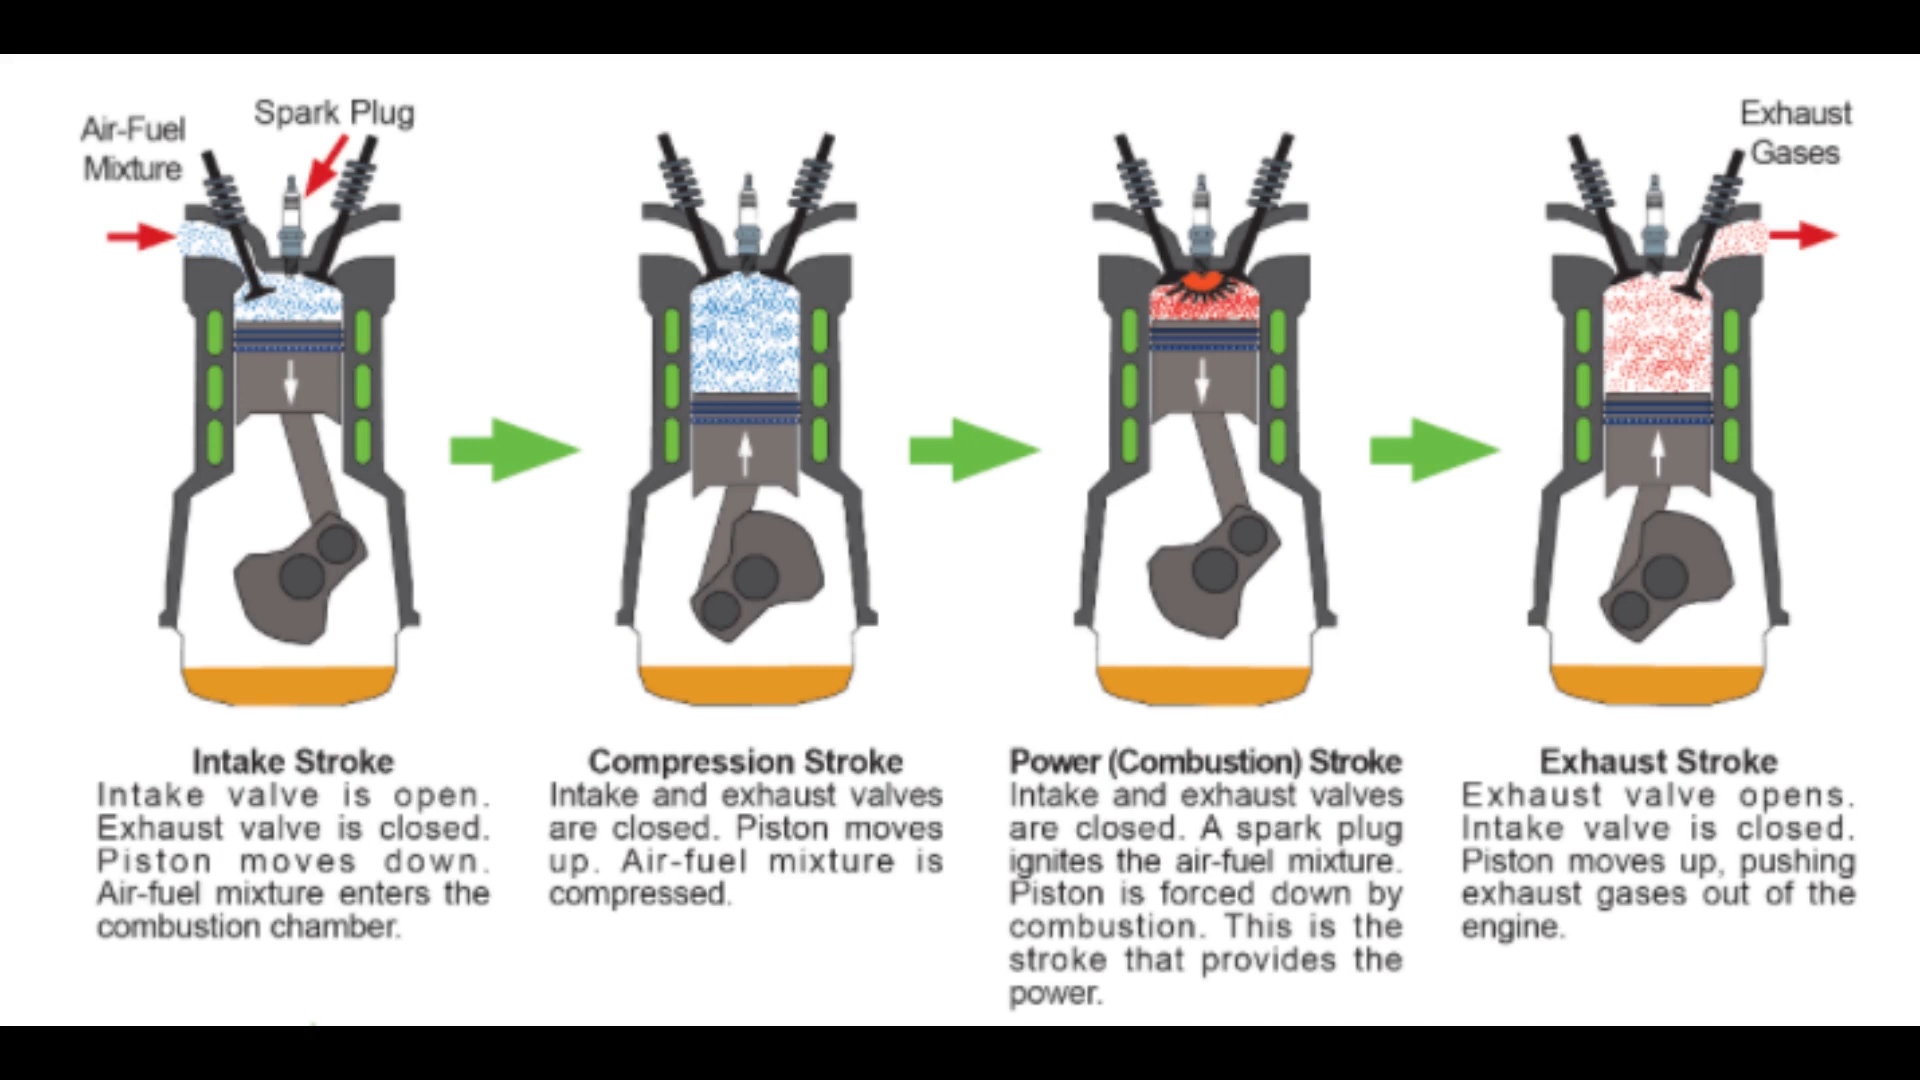 Air-Fuel
Mixture
Spark Plug
Exhaust
Gases
Intake Stroke
Intake valve is open.
Exhaust valve is closed.
Piston moves down.
Air-fuel mixture enters the
combustion chamber.
Compression Stroke
Intake and exhaust valves
are closed. Piston moves
up. Air-fuel mixture is
compressed.
Power (Combustion) Stroke
Intake and exhaust valves
are closed. A spark plug
ignites the air-fuel mixture.
Piston is forced down by
combustion. This is the
stroke that provides the
power.
Exhaust Stroke
Exhaust valve opens.
Intake valve is closed.
Piston moves up, pushing
exhaust gases out of the
engine.